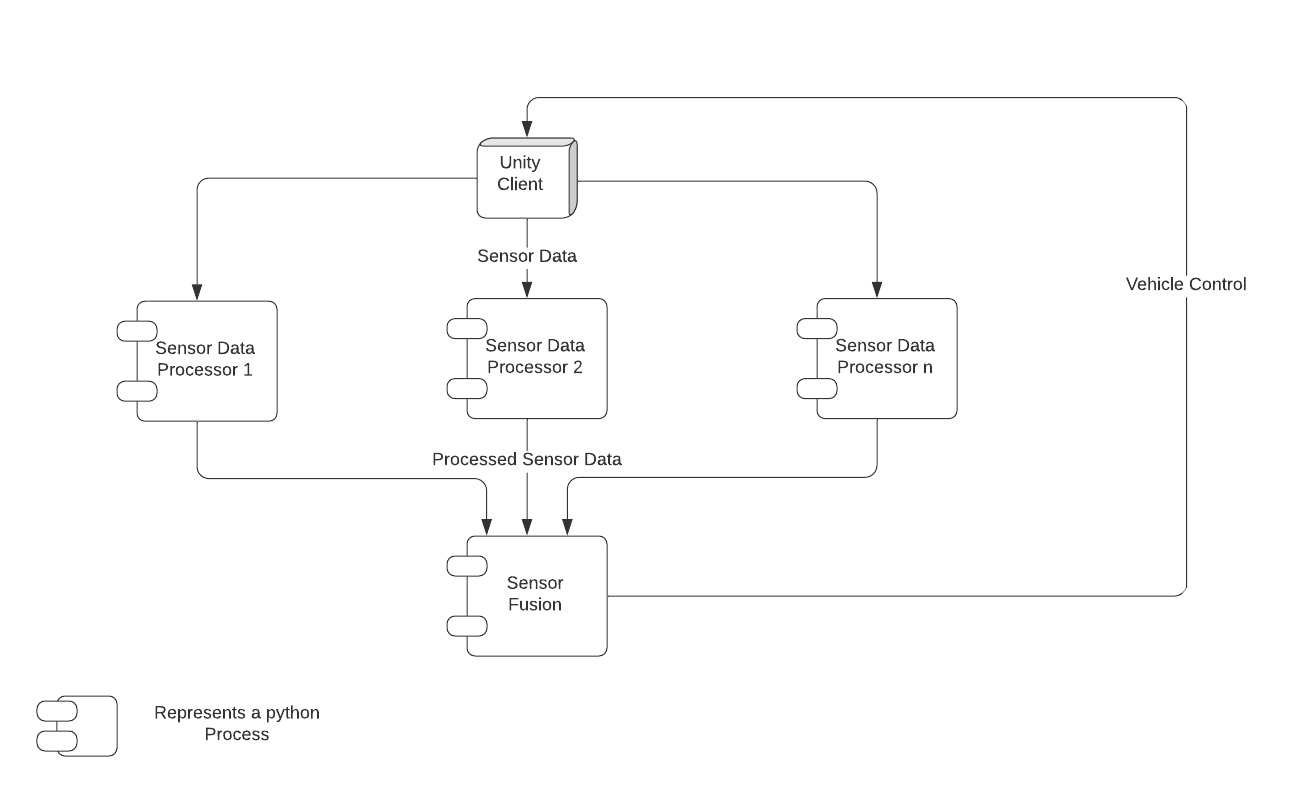 Unity
Client
Sensor Data
Vehicle Control
Sensor Data
Processor 1
Sensor Data
Processor 2
Sensor Data
Processor n
Processed Sensor Data
Sensor
Fusion
Represents a python
Process